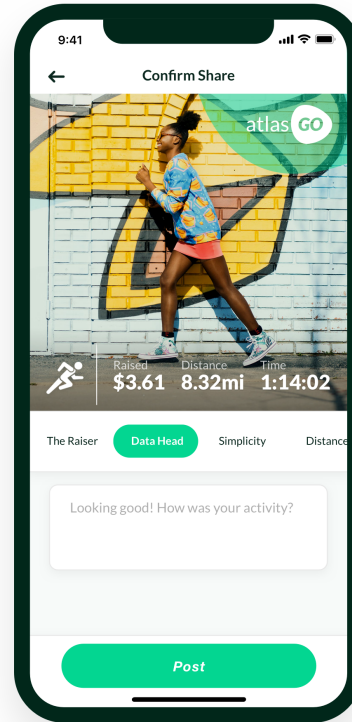 9:41
Confirm Share
atlas GO
Raised Distance Time
$3.61 8.32mi 1:14:02
The Raiser Data Head Simplicity Distance
Looking good! How was your activity?
Post